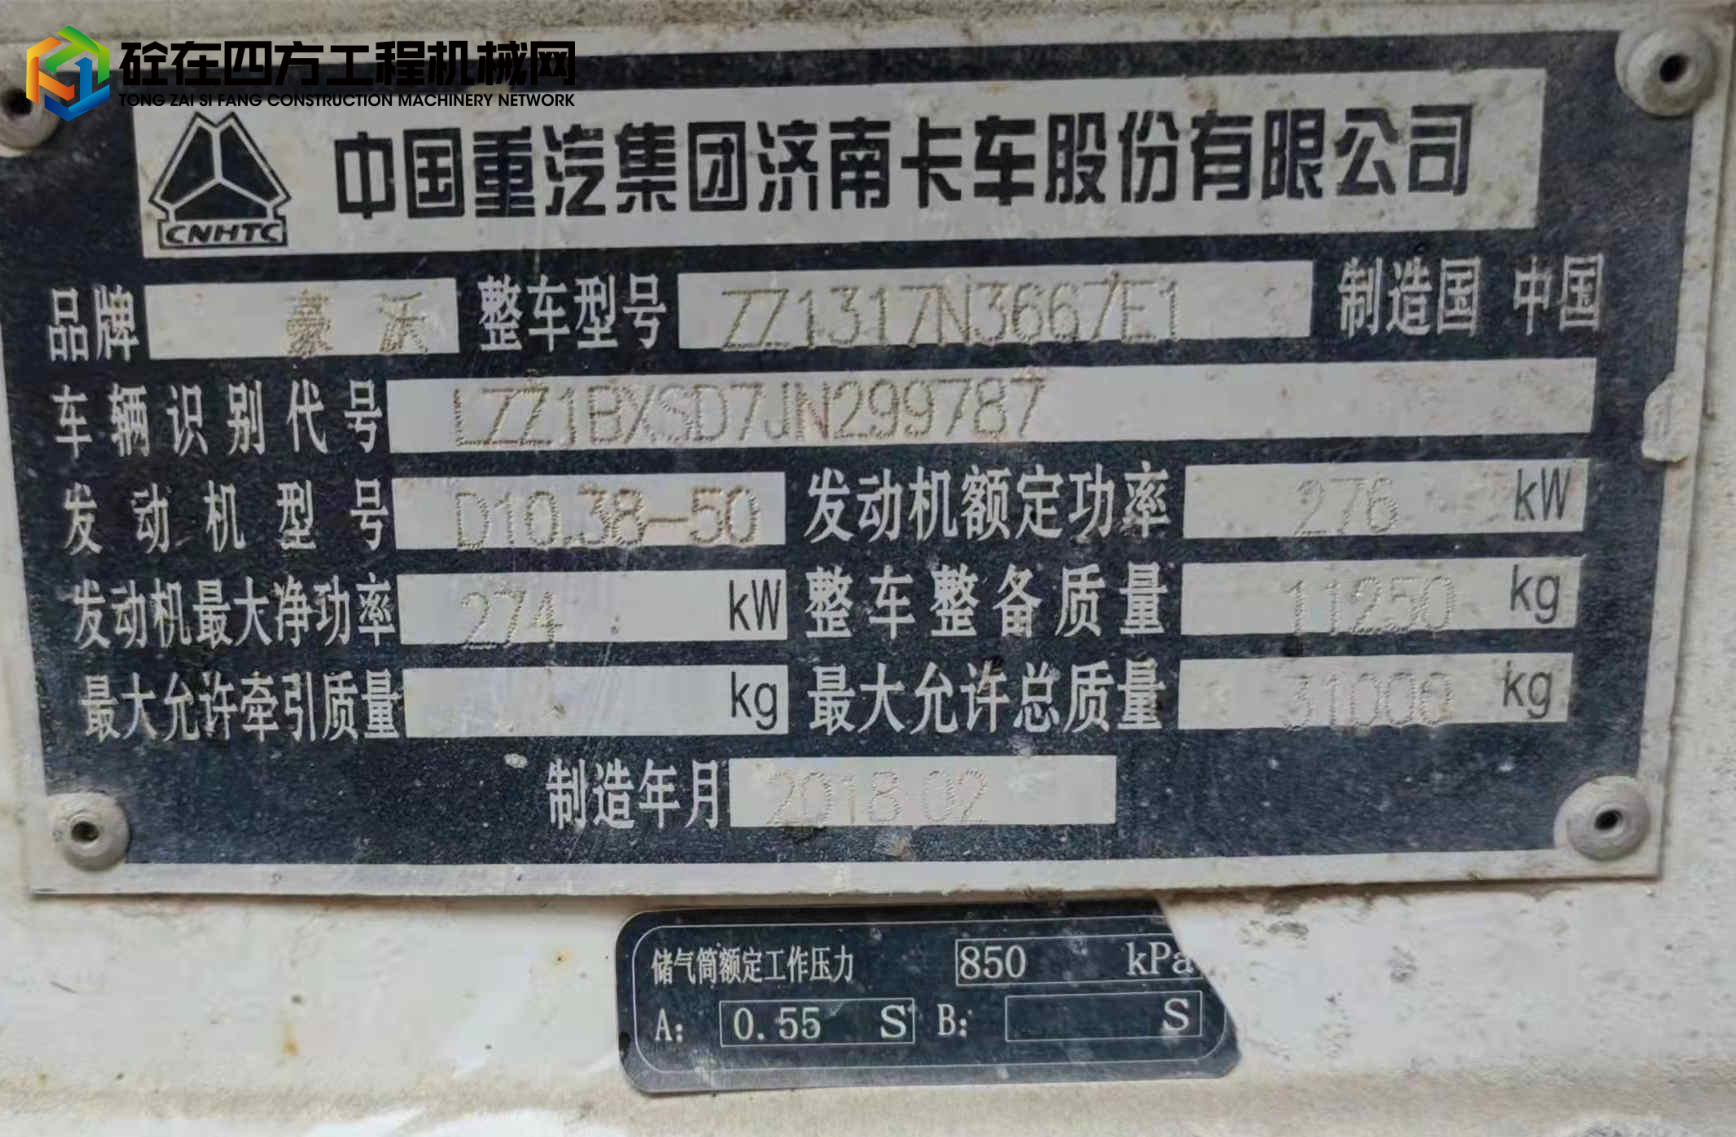 砼在四方工程机械网
TONG ZAI SI FANG CONSTRUCTION MACHINERY NETWORK
CNHTC 中国重汽集团济南卡车股份有限公司
品牌 豪沃 整车型号 ZZ1317N3667E1 制造国 中国
车辆识别代号 LZZ1BXSD7JN299787
发动机型号 D10.38-50 发动机额定功率 276 kW
发动机最大净功率 274 kW 整车整备质量 11250 kg
最大允许牵引质量 kg 最大允许总质量 31000 kg
制造年月 2018 02
储气筒额定工作压力 850 kPa
A: 0.55 S B: S